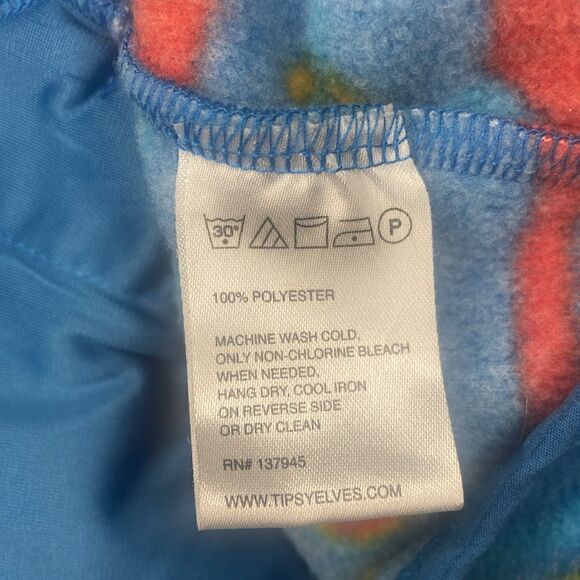 30° P
100% POLYESTER
MACHINE WASH COLD,
ONLY NON-CHLORINE BLEACH
WHEN NEEDED,
HANG DRY, COOL IRON
ON REVERSE SIDE
OR DRY CLEAN
RN# 137945
WWW.TIPSYELVES.COM